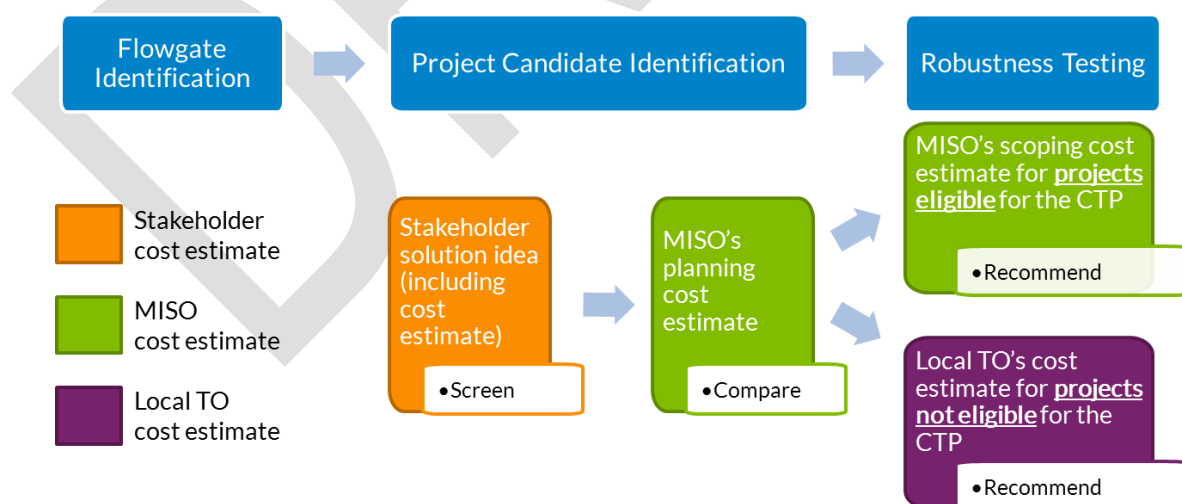 Flowgate
Identification
Project Candidate Identification
Robustness Testing
Stakeholder
cost estimate
MISO
cost estimate
Local TO
cost estimate
Stakeholder
solution idea
(including
cost
estimate)
•Screen
MISO's
planning
cost
estimate
•Compare
MISO's scoping cost
estimate for projects
eligible for the CTP
•Recommend
Local TO's cost
estimate for projects
not eligible for the
CTP
•Recommend